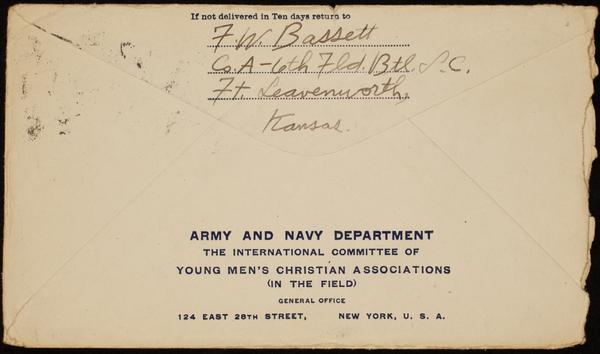 If not delivered in Ten days return to
F. W. Bassett
Co. A - 6th Fld. Btl. S. C.
Ft. Leavenworth,
Kansas.
ARMY AND NAVY DEPARTMENT
THE INTERNATIONAL COMMITTEE OF
YOUNG MEN'S CHRISTIAN ASSOCIATIONS
(IN THE FIELD)
GENERAL OFFICE
124 EAST 28TH STREET, NEW YORK, U. S. A.